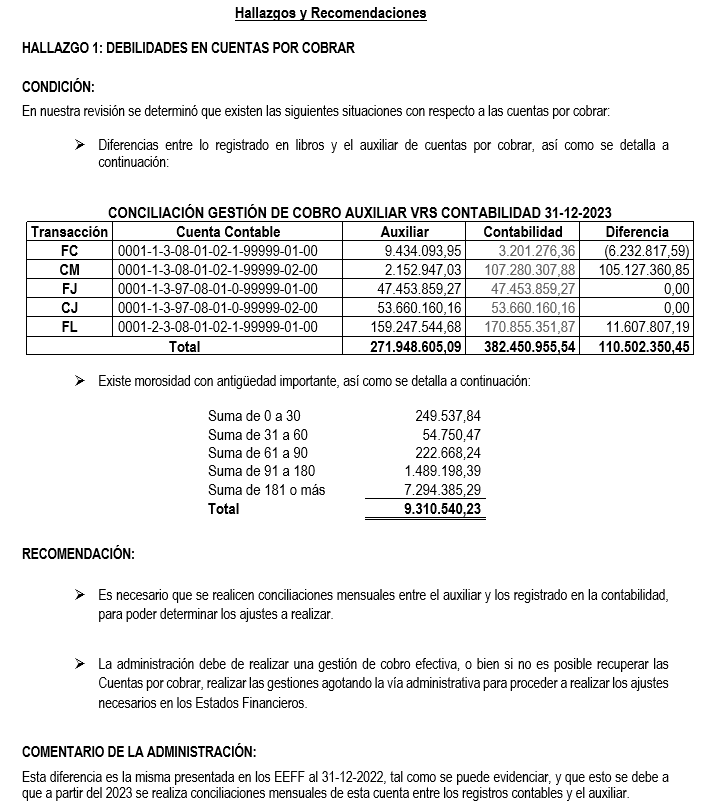 Hallazgos y Recomendaciones
HALLAZGO 1: DEBILIDADES EN CUENTAS POR COBRAR
CONDICIÓN:
En nuestra revisión se determinó que existen las siguientes situaciones con respecto a las cuentas por cobrar:
➢ Diferencias entre lo registrado en libros y el auxiliar de cuentas por cobrar, así como se detalla a
continuación:
CONCILIACIÓN GESTIÓN DE COBRO AUXILIAR VRS CONTABILIDAD 31-12-2023
Transacción Cuenta Contable Auxiliar Contabilidad Diferencia
FC 0001-1-3-08-01-02-1-99999-01-00 9.434.093,95 3.201.276,36 (6.232.817,59)
CM 0001-1-3-08-01-02-1-99999-02-00 2.152.947,03 107.280.307,88 105.127.360,85
FJ 0001-1-3-97-08-01-0-99999-01-00 47.453.859,27 47.453.859,27 0,00
CJ 0001-1-3-97-08-01-0-99999-02-00 53.660.160,16 53.660.160,16 0,00
FL 0001-2-3-08-01-02-1-99999-01-00 159.247.544,68 170.855.351,87 11.607.807,19
Total 271.948.605,09 382.450.955,54 110.502.350,45
➢ Existe morosidad con antigüedad importante, así como se detalla a continuación:
Suma de 0 a 30 249.537,84
Suma de 31 a 60 54.750,47
Suma de 61 a 90 222.668,24
Suma de 91 a 180 1.489.198,39
Suma de 181 o más 7.294.385,29
Total 9.310.540,23
RECOMENDACIÓN:
➢ Es necesario que se realicen conciliaciones mensuales entre el auxiliar y los registrado en la contabilidad,
para poder determinar los ajustes a realizar.
➢ La administración debe de realizar una gestión de cobro efectiva, o bien si no es posible recuperar las
Cuentas por cobrar, realizar las gestiones agotando la vía administrativa para proceder a realizar los ajustes
necesarios en los Estados Financieros.
COMENTARIO DE LA ADMINISTRACIÓN:
Esta diferencia es la misma presentada en los EEFF al 31-12-2022, tal como se puede evidenciar, y que esto se debe a
que a partir del 2023 se realiza conciliaciones mensuales de esta cuenta entre los registros contables y el auxiliar.